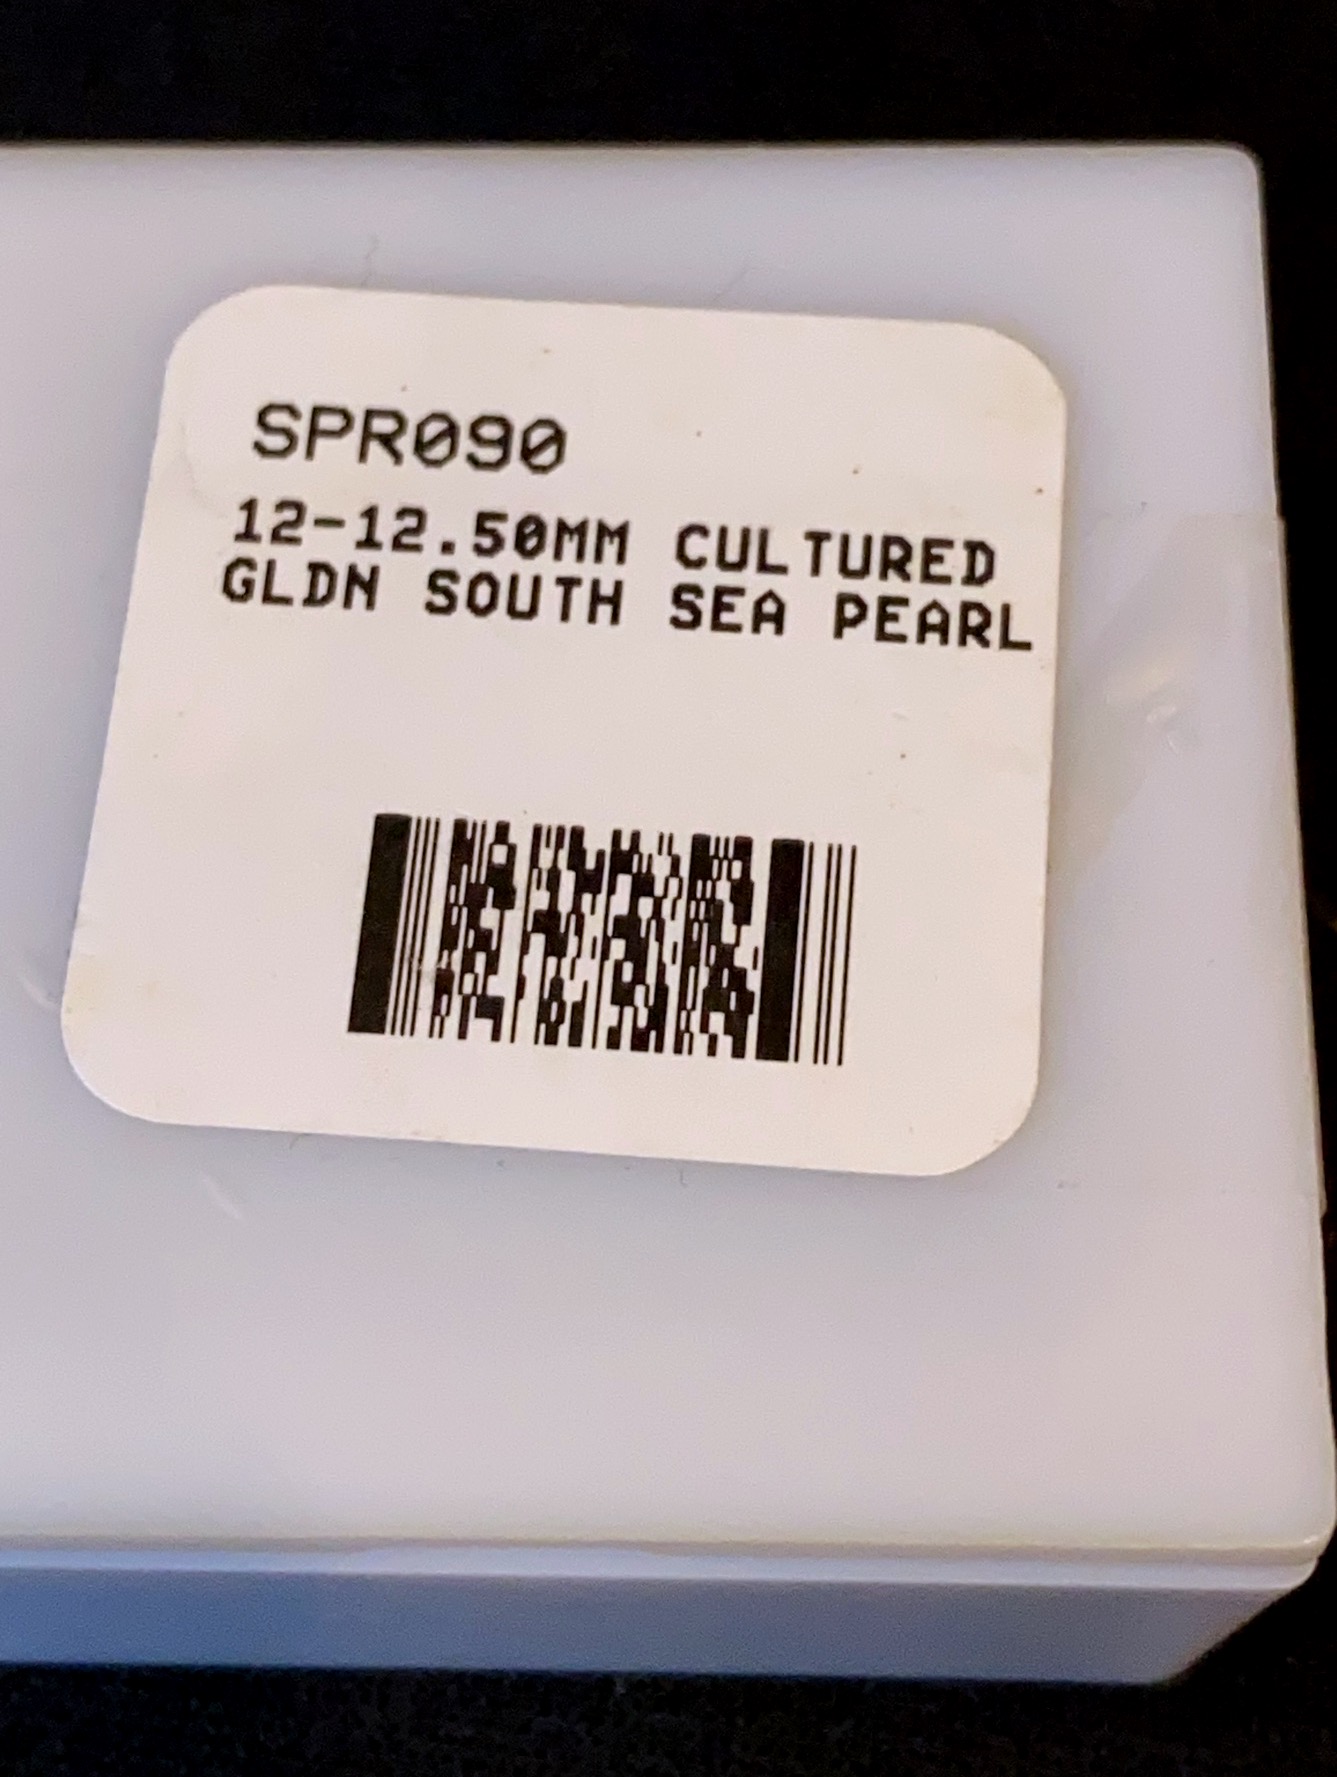 SPR090
12-12.50MM CULTURED
GLDN SOUTH SEA PEARL